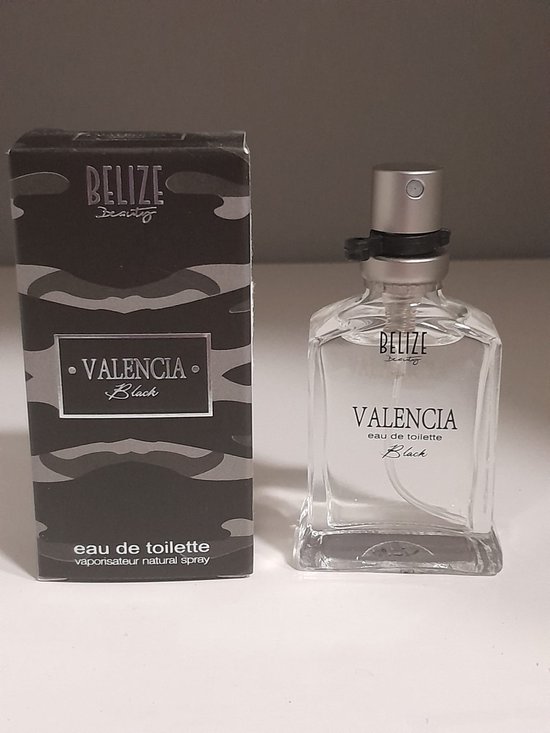 BELIZE
Beauty
• VALENCIA •
Black
eau de toilette
vaporisateur natural spray
BELIZE
Beauty
VALENCIA
eau de toilette
Black